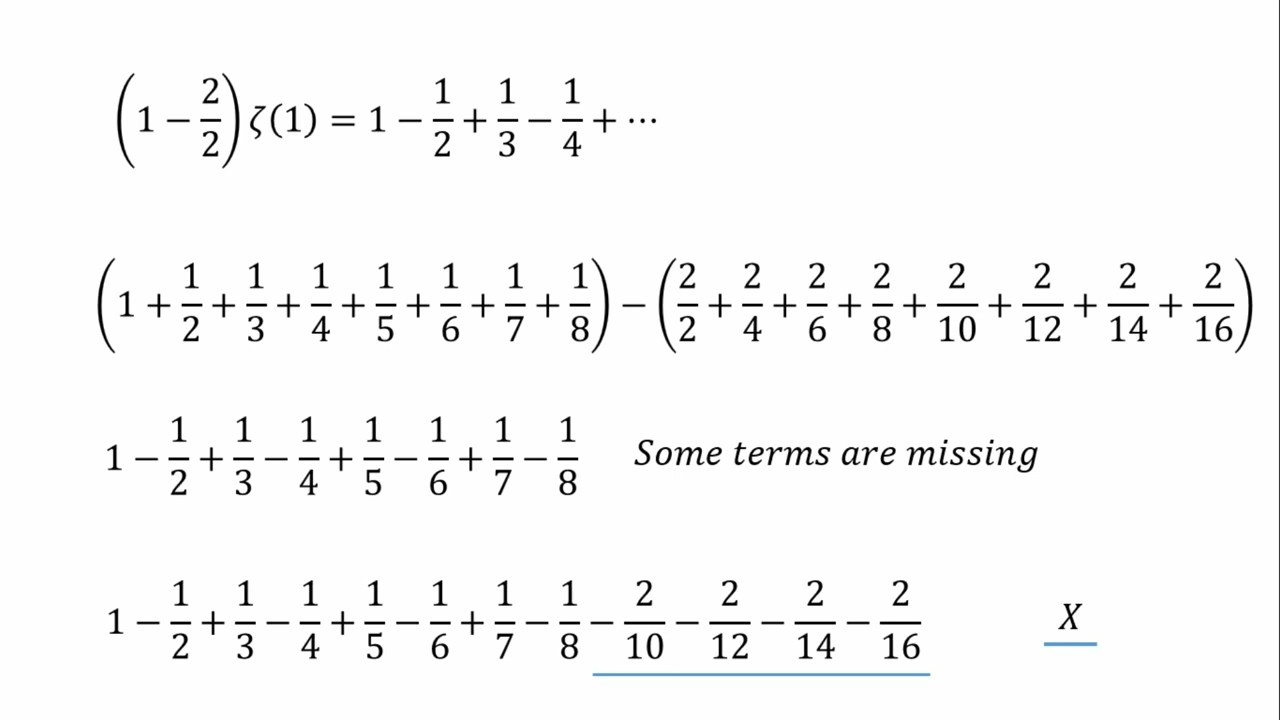 (1 − 2/2) ζ(1) = 1 − 1/2 + 1/3 − 1/4 + ⋯
(1 + 1/2 + 1/3 + 1/4 + 1/5 + 1/6 + 1/7 + 1/8) − (2/2 + 2/4 + 2/6 + 2/8 + 2/10 + 2/12 + 2/14 + 2/16)
1 − 1/2 + 1/3 − 1/4 + 1/5 − 1/6 + 1/7 − 1/8 Some terms are missing
1 − 1/2 + 1/3 − 1/4 + 1/5 − 1/6 + 1/7 − 1/8 − 2/10 − 2/12 − 2/14 − 2/16 X